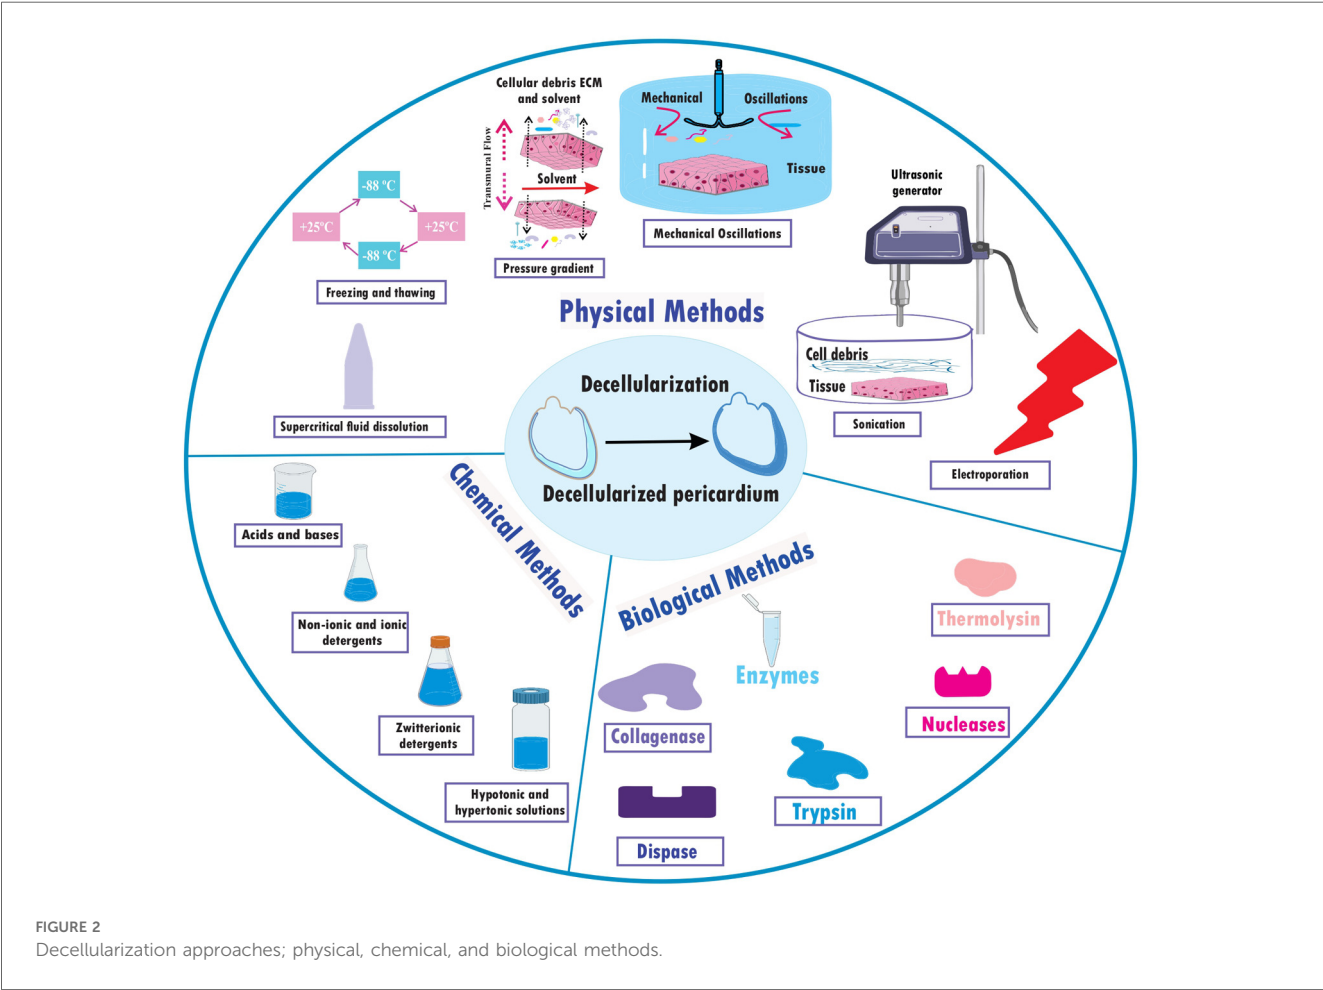 Cellular debris ECM
and solvent
Transmural Flow
Solvent
Pressure gradient
Mechanical
Oscillations
Tissue
Mechanical Oscillations
Ultrasonic
generator
-88 °C
+25°C
+25°C
-88 °C
Freezing and thawing
Supercritical fluid dissolution
Physical Methods
Cell debris
Tissue
Sonication
Electroporation
Decellularization
Decellularized pericardium
Chemical Methods
Acids and bases
Non-ionic and ionic
detergents
Zwitterionic
detergents
Hypotonic and
hypertonic solutions
Biological Methods
Enzymes
Thermolysin
Nucleases
Collagenase
Trypsin
Dispase
FIGURE 2
Decellularization approaches; physical, chemical, and biological methods.